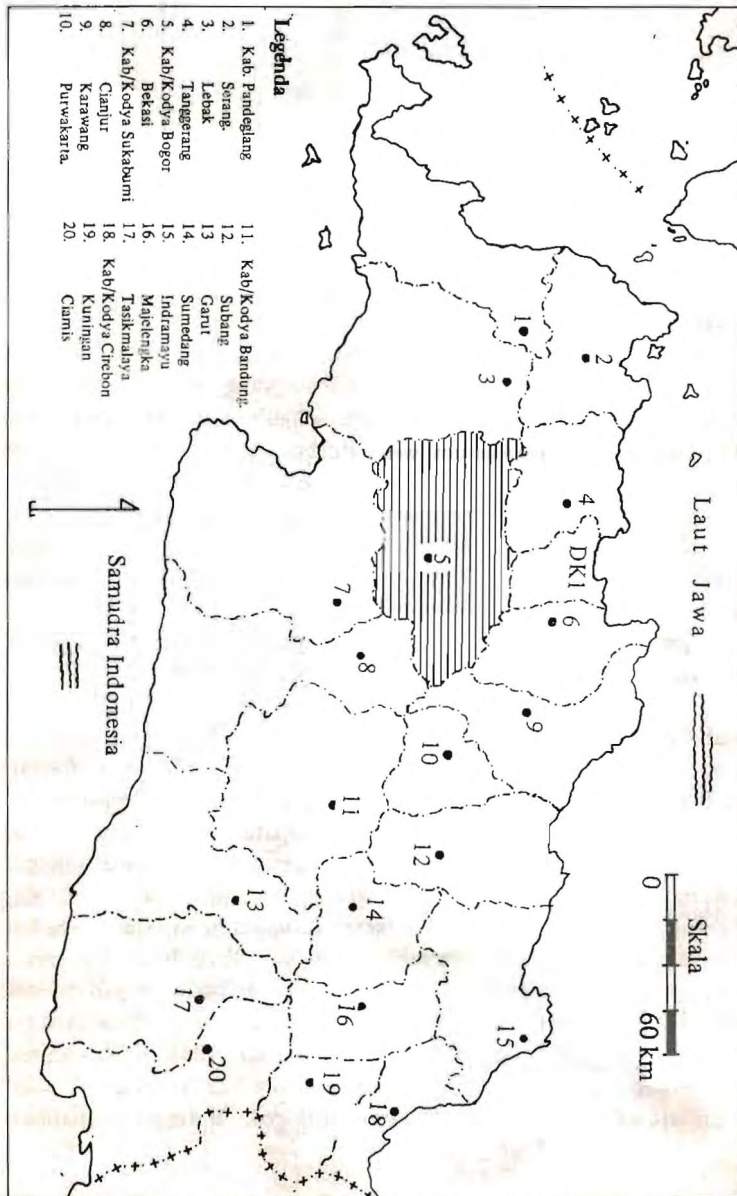 Laut Jawa
0
Skala
60 km
1
2
3
4
DK1
5
6
7
8
9
10
11
12
13
14
15
16
17
18
19
20
Samudra Indonesia
Legenda
1. Kab. Pandeglang
2. Serang.
3. Lebak
4. Tanggerang
5. Kab/Kodya Bogor
6. Bekasi
7. Kab/Kodya Sukabumi
8. Cianjur
9. Karawang
10. Purwakarta.
11. Kab/Kodya Bandung
12. Subang
13 Garut
14. Sumedang
15. Indramayu
16. Majelengka
17. Tasikmalaya
18. Kab/Kodya Cirebon
19. Kuningan
20. Ciamis